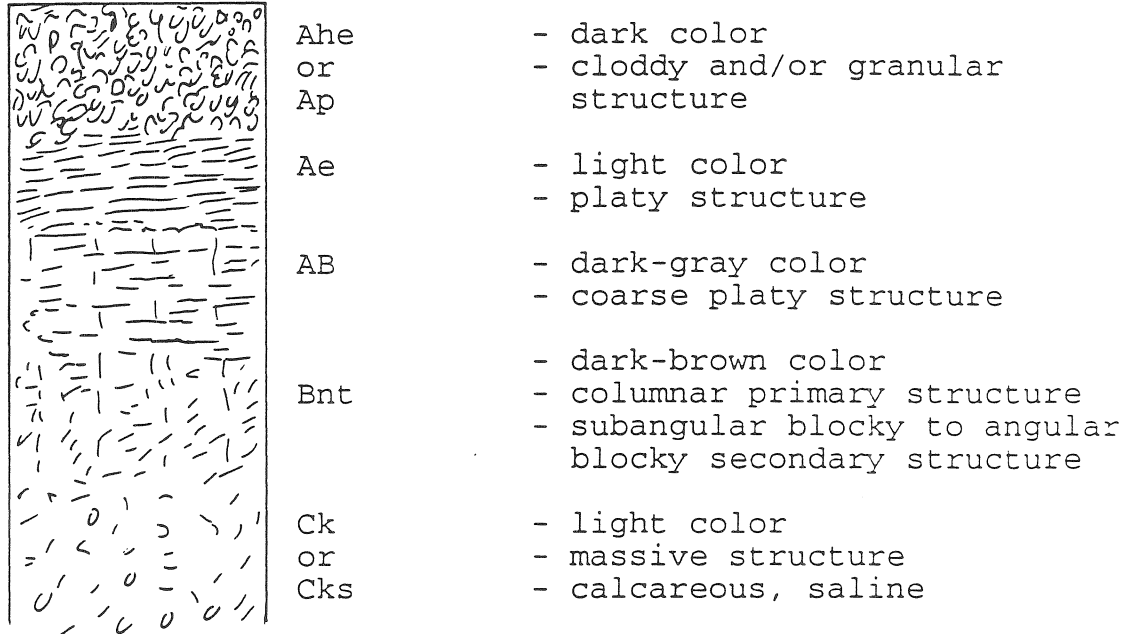 Ahe - dark color
or - cloddy and/or granular
Ap structure
Ae - light color
- platy structure
AB - dark-gray color
- coarse platy structure
- dark-brown color
Bnt - columnar primary structure
- subangular blocky to angular
blocky secondary structure
Ck - light color
or - massive structure
Cks - calcareous, saline